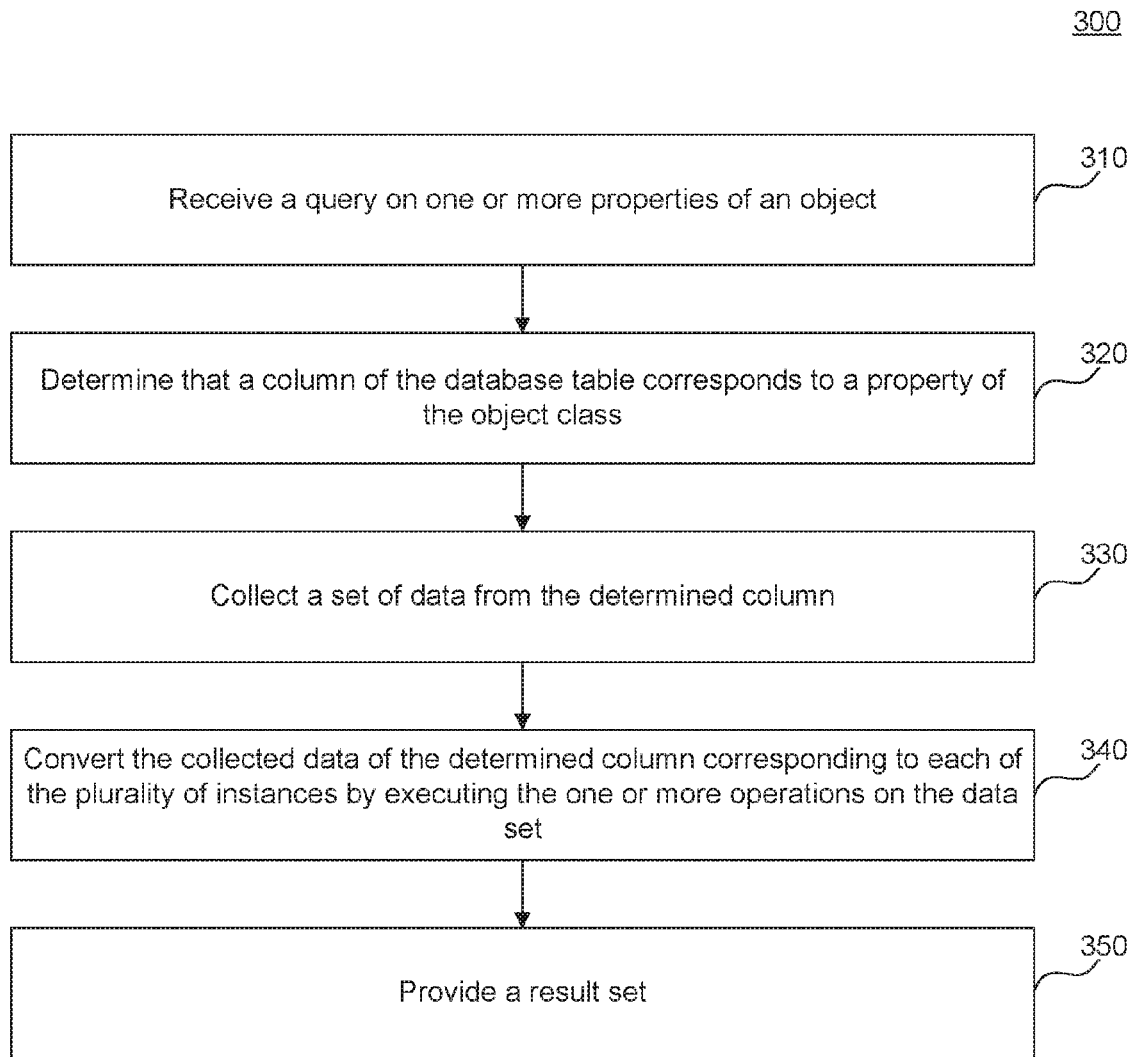 300
310
Receive a query on one or more properties of an object
320
Determine that a column of the database table corresponds to a property of
the object class
330
Collect a set of data from the determined column
340
Convert the collected data of the determined column corresponding to each of
the plurality of instances by executing the one or more operations on the data
set
350
Provide a result set